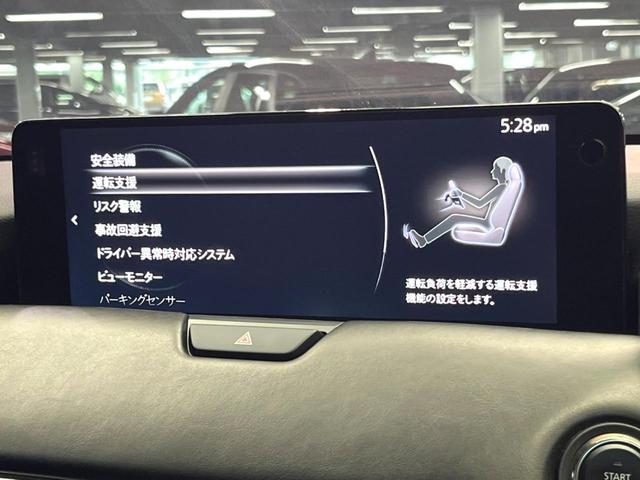 5:28pm
安全装備
運転支援
リスク警報
事故回避支援
ドライバー異常時対応システム
ビューモニター
パーキングセンサー
運転負荷を軽減する運転支援
機能の設定をします。
START